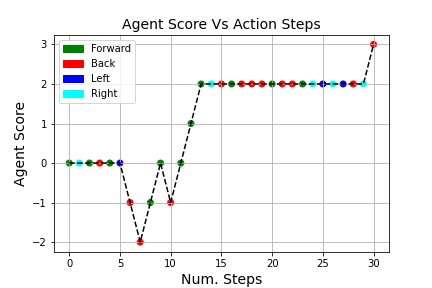 Agent Score Vs Action Steps
Forward
Back
Left
Right
Agent Score
3
2
1
0
−1
−2
0 5 10 15 20 25 30
Num. Steps